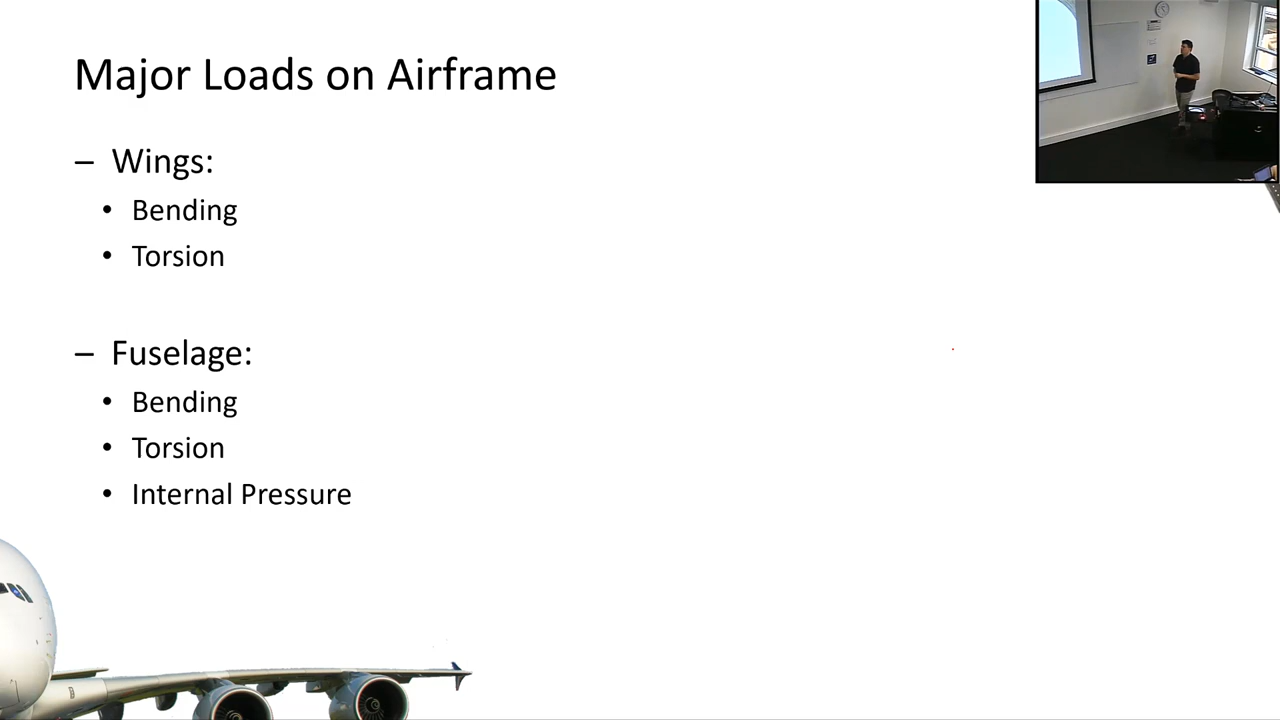 Major Loads on Airframe
– Wings:
• Bending
• Torsion
– Fuselage:
• Bending
• Torsion
• Internal Pressure